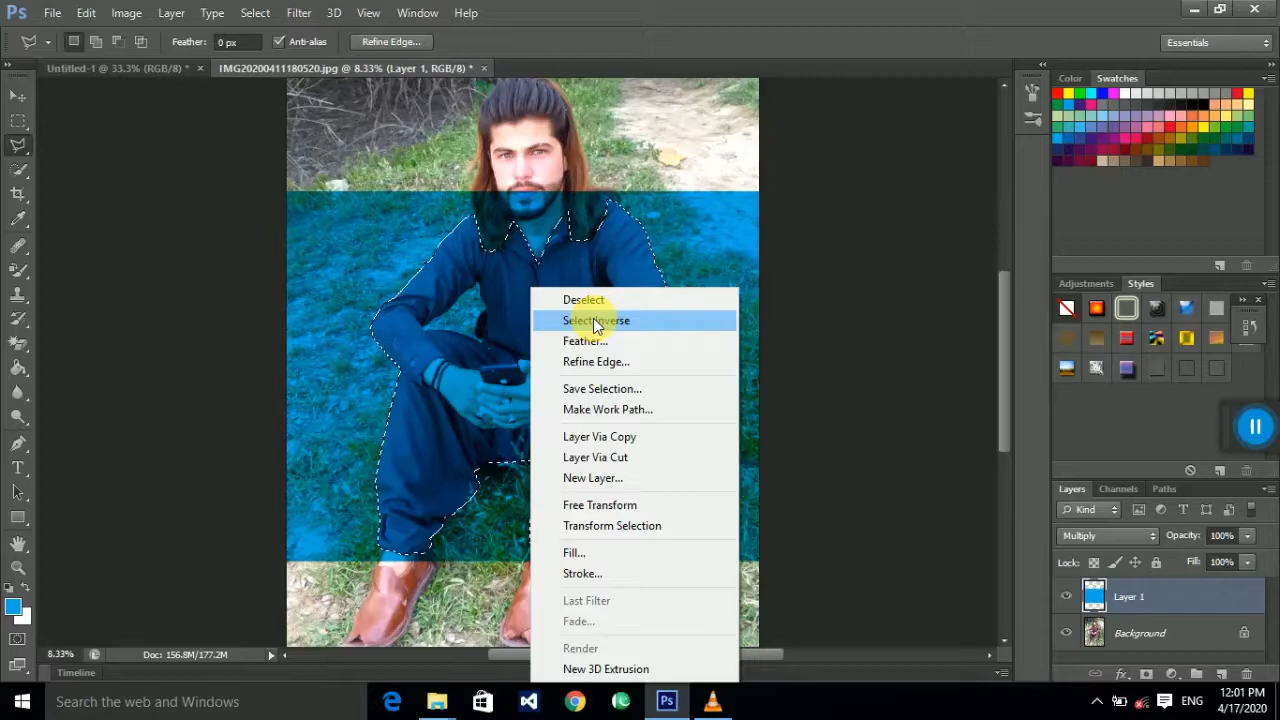 Ps File Edit Image Layer Type Select Filter 3D View Window Help
Feather: 0 px Anti-alias Refine Edge... Essentials
Untitled-1 @ 33.3% (RGB/8) * × IMG20200411180520.jpg @ 8.33% (Layer 1, RGB/8) * ×
Color Swatches
Deselect
Select Inverse
Feather...
Refine Edge...
Save Selection...
Make Work Path...
Layer Via Copy
Layer Via Cut
New Layer...
Free Transform
Transform Selection
Fill...
Stroke...
Last Filter
Fade...
Render
New 3D Extrusion
Adjustments Styles
Layers Channels Paths
Kind
Multiply Opacity: 100%
Lock: Fill: 100%
Layer 1
Background
8.33% Doc: 156.8M/177.2M
Timeline
Search the web and Windows
Ps
ENG
12:01 PM
4/17/2020